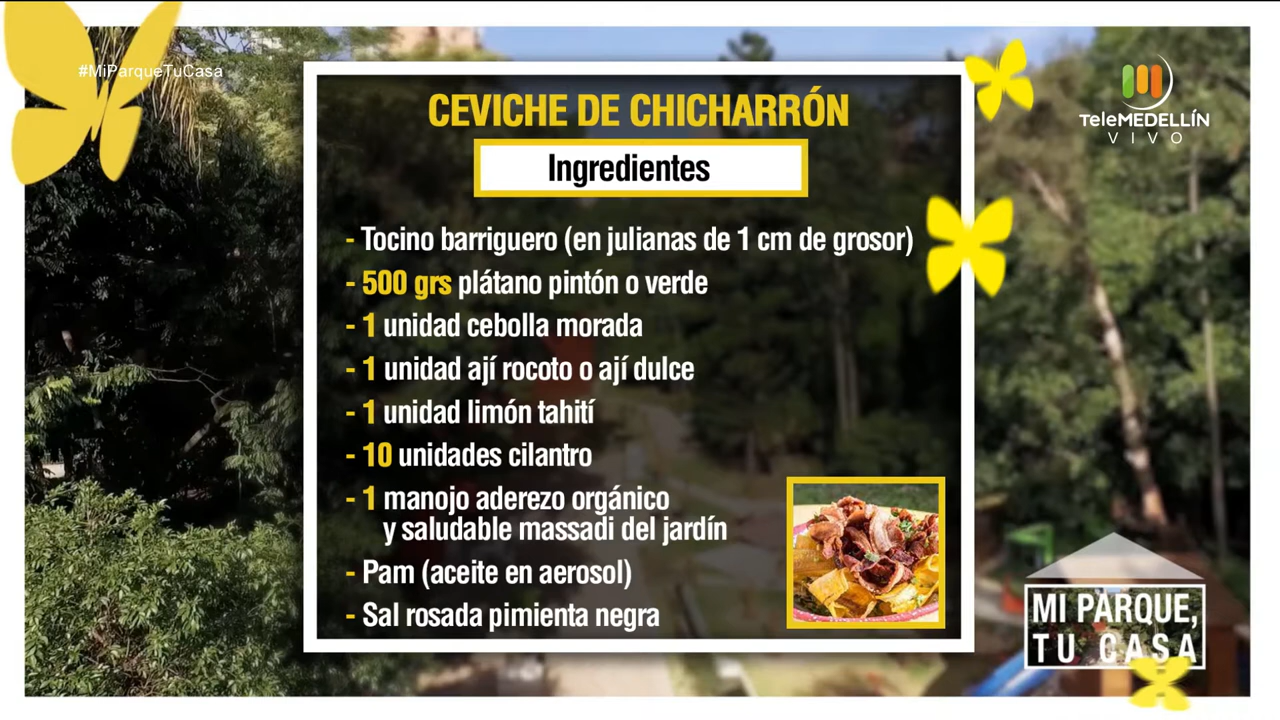 #MiParqueTuCasa
TeleMEDELLÍN
VIVO
CEVICHE DE CHICHARRÓN
Ingredientes
- Tocino barriguero (en julianas de 1 cm de grosor)
- 500 grs plátano pintón o verde
- 1 unidad cebolla morada
- 1 unidad ají rocoto o ají dulce
- 1 unidad limón tahití
- 10 unidades cilantro
- 1 manojo aderezo orgánico
y saludable massadi del jardín
- Pam (aceite en aerosol)
- Sal rosada pimienta negra
MI PARQUE,
TU CASA